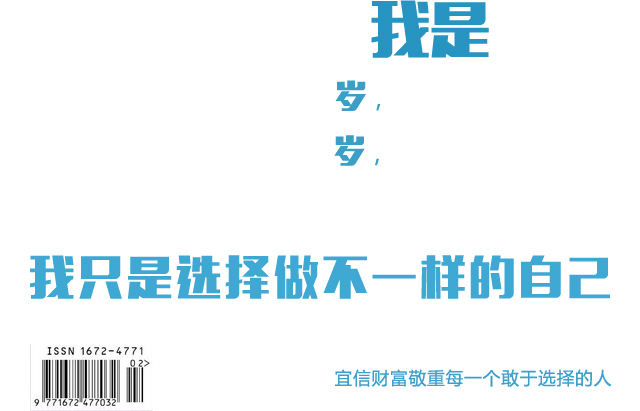 我是
岁，
岁，
我只是选择做不一样的自己
ISSN 1672-4771
02>
9 771672 477032
宜信财富敬重每一个敢于选择的人